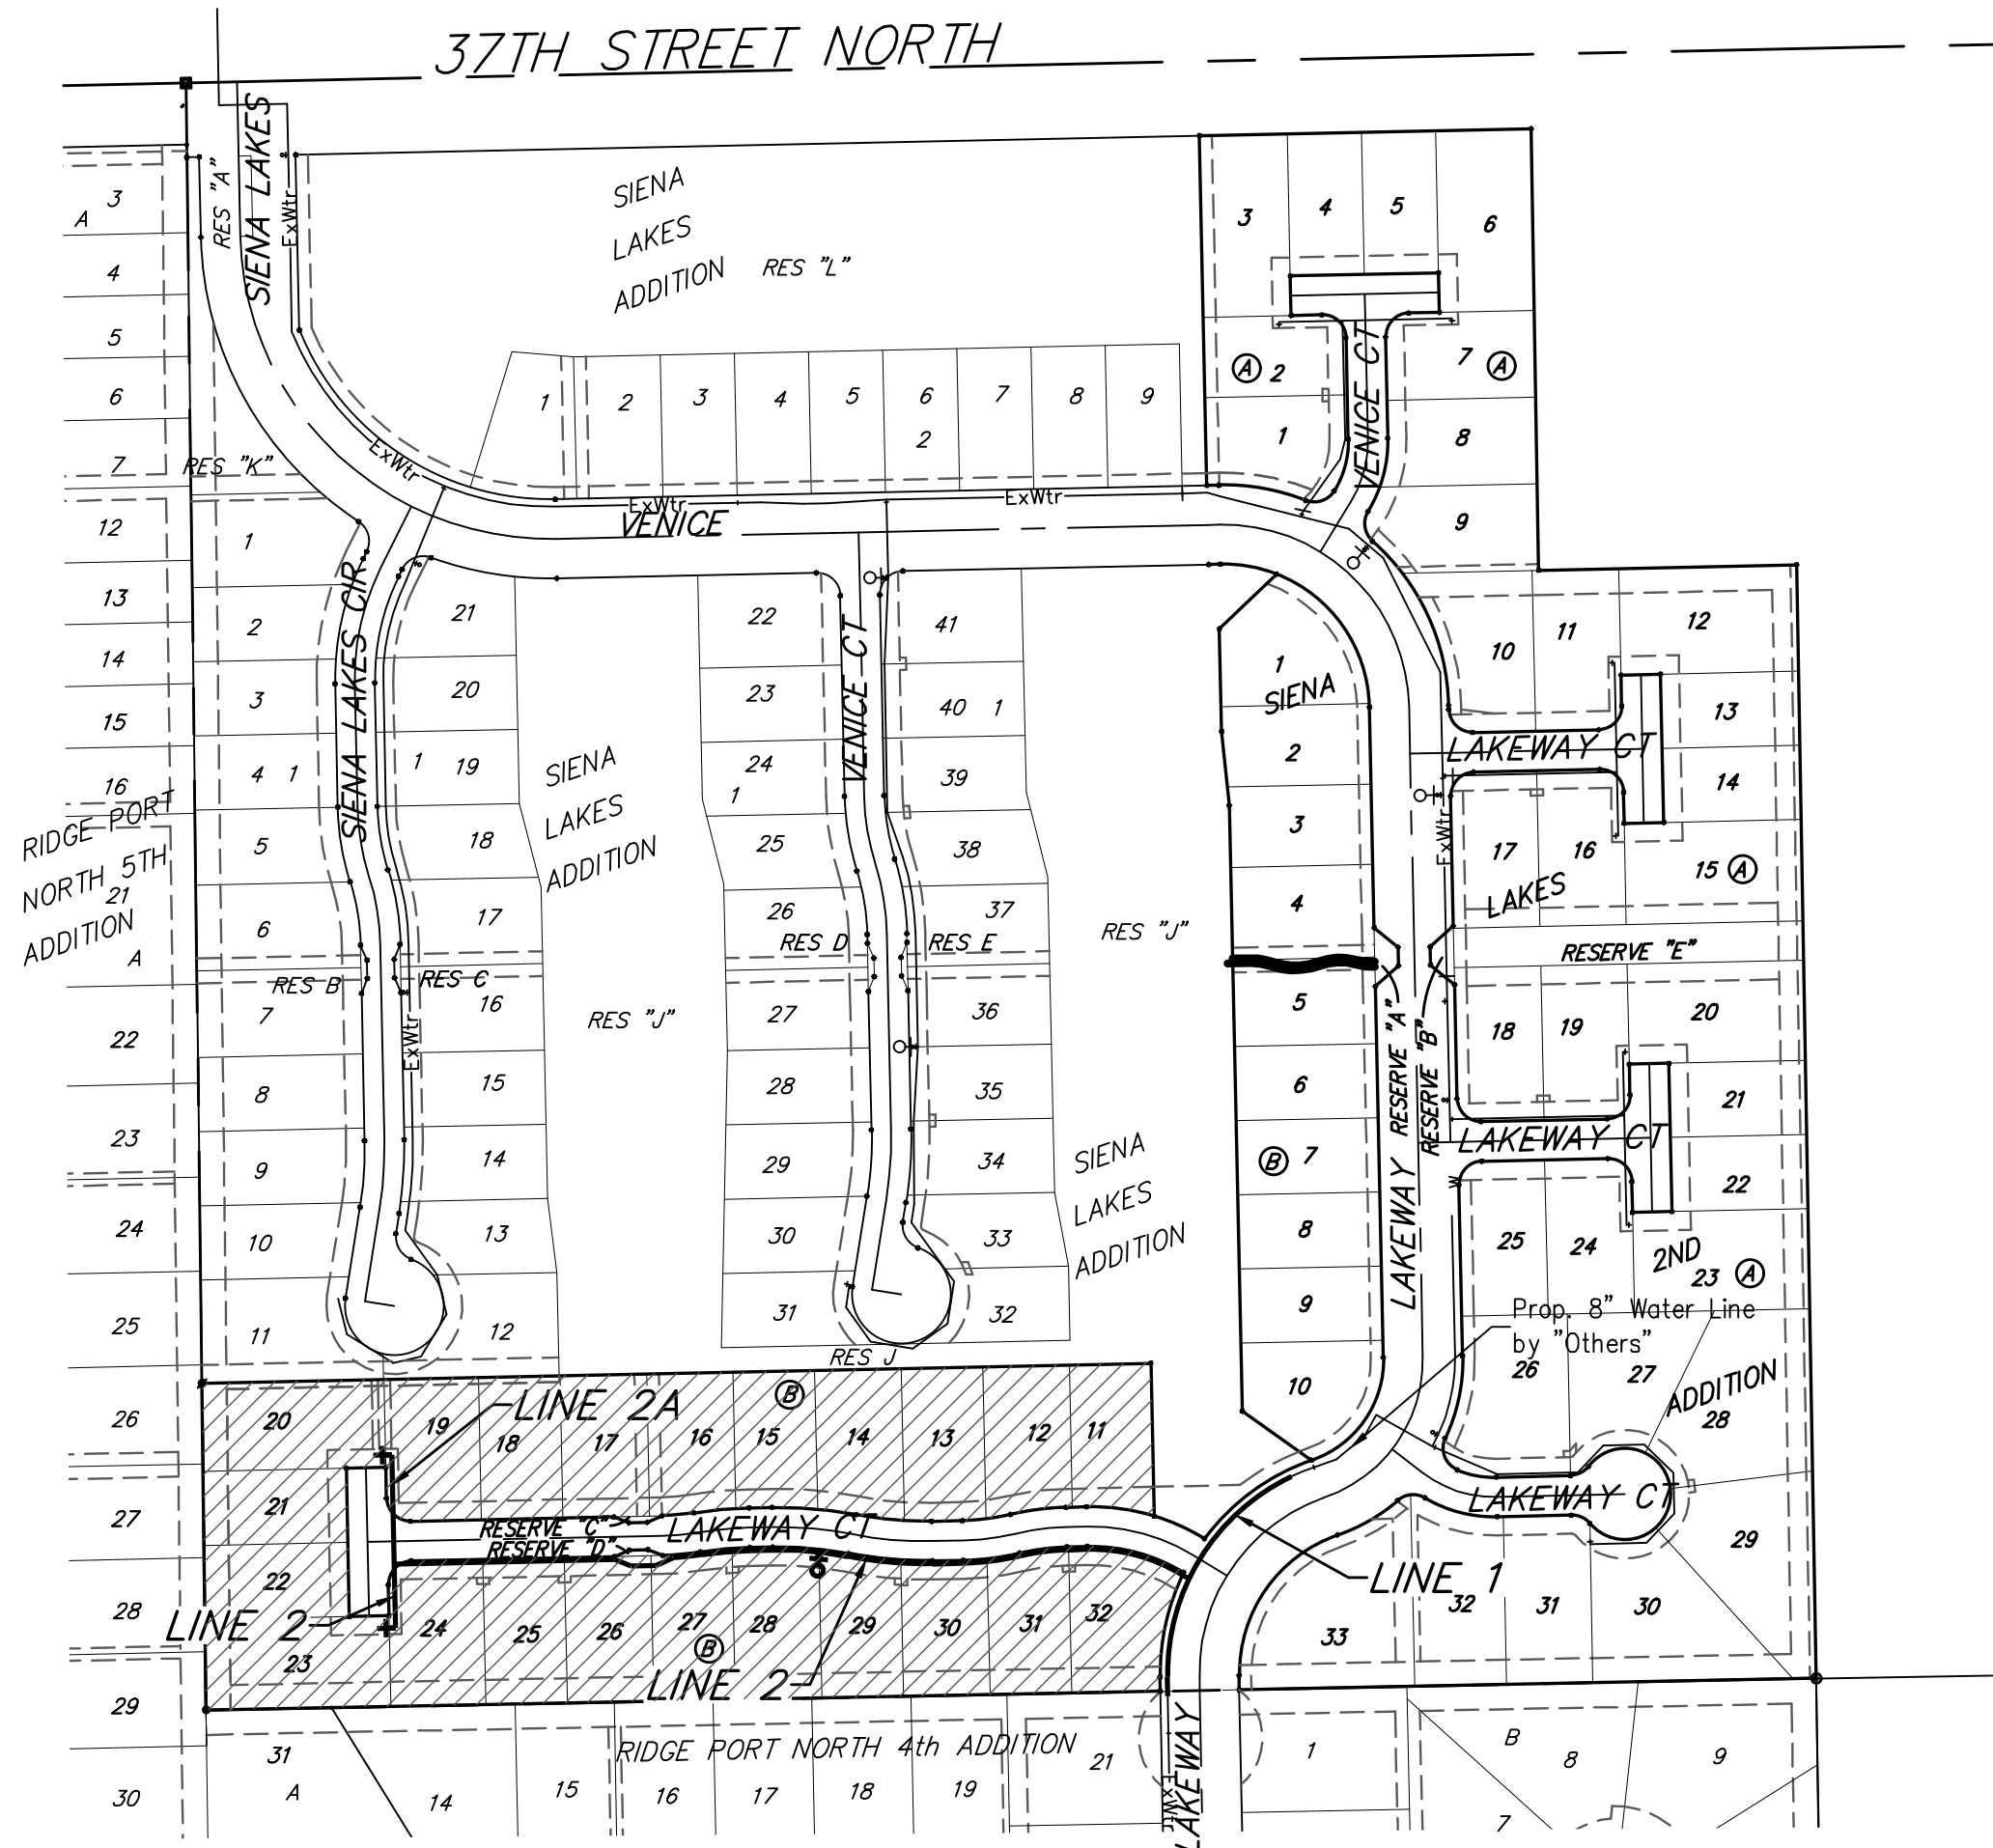 37TH STREET NORTH
SIENA LAKES
RES "A"
ExWtr
SIENA
LAKES
ADDITION
RES "L"
3
A
4
5
6
7
RES "K"
12
13
14
15
16
RIDGE PORT
NORTH 5TH
ADDITION
21
A
22
23
24
25
26
27
28
29
30
1
2
3
4
5
6
7
8
9
2
ExWtr
ExWtr
ExWtr
VENICE
3
4
5
6
A
2
1
VENICE CT
7
A
8
9
10
11
12
13
14
15
A
16
17
LAKEWAY CT
ExWtr
LAKES
RESERVE "E"
18
19
20
21
22
LAKEWAY CT
W
25
24
2ND
23
A
Prop. 8" Water Line
by "Others"
26
27
ADDITION
28
LAKEWAY CT
29
30
31
32
33
1
2
3
4
1
5
6
RES B
7
8
9
10
11
SIENA LAKES CIR
21
20
1
19
18
17
RES C
16
15
14
13
12
ExWtr
SIENA
LAKES
ADDITION
RES "J"
22
23
24
1
25
26
RES D
27
28
29
30
31
VENICE CT
41
40
1
39
38
37
RES E
36
35
34
33
32
RES J
RES "J"
SIENA
LAKES
ADDITION
1
SIENA
2
3
4
5
6
B
7
8
9
10
RESERVE "A"
RESERVE "B"
LAKEWAY
20
19
LINE 2A
18
17
16
15
B
14
13
12
11
21
22
23
RESERVE "C"
RESERVE "D"
LAKEWAY CT
LINE 1
LINE 2
24
25
26
27
B
28
29
30
31
32
LINE 2
31
A
14
15
RIDGE PORT NORTH 4th ADDITION
16
17
18
19
21
ExWtr
LAKEWAY
1
B
8
9
7